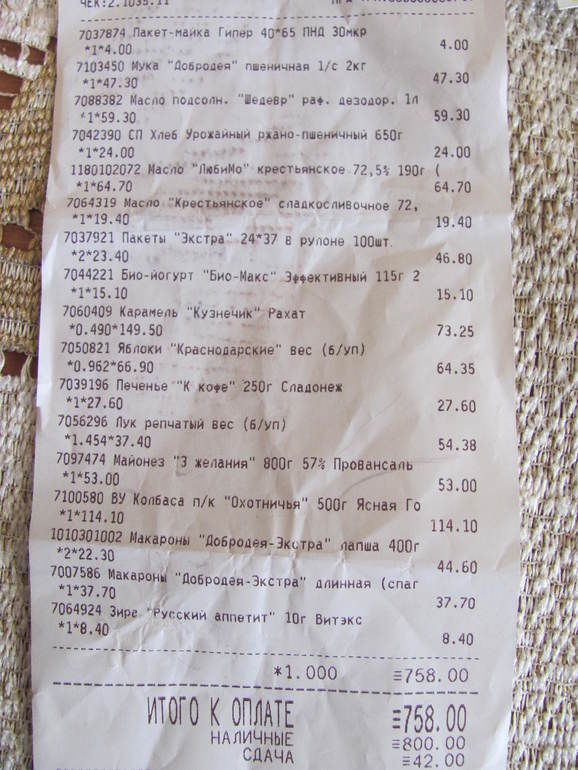 ЧЕК:2.1035.11
7037874 Пакет-майка Гипер 40*65 ПНД 30мкр
*1*4.00 4.00
7103450 Мука "Добродея" пшеничная 1/с 2кг
*1*47.30 47.30
7088382 Масло подсолн. "Шедевр" раф. дезодор. 1л
*1*59.30 59.30
7042390 СП Хлеб Урожайный ржано-пшеничный 650г
*1*24.00 24.00
1180102072 Масло "ЛюбиМо" крестьянское 72,5% 190г (
*1*64.70 64.70
7064319 Масло "Крестьянское" сладкосливочное 72,
*1*19.40 19.40
7037921 Пакеты "Экстра" 24*37 в рулоне 100шт.
*2*23.40 46.80
7044221 Био-йогурт "Био-Макс" Эффективный 115г 2
*1*15.10 15.10
7060409 Карамель "Кузнечик" Рахат
*0.490*149.50 73.25
7050821 Яблоки "Краснодарские" вес (б/уп)
*0.962*66.90 64.35
7039196 Печенье "К кофе" 250г Сладонеж
*1*27.60 27.60
7056296 Лук репчатый вес (б/уп)
*1.454*37.40 54.38
7097474 Майонез "3 желания" 800г 57% Провансаль
*1*53.00 53.00
7100580 ВУ Колбаса п/к "Охотничья" 500г Ясная Го
*1*114.10 114.10
1010301002 Макароны "Добродея-Экстра" лапша 400г
*2*22.30 44.60
7007586 Макароны "Добродея-Экстра" длинная (спаг
*1*37.70 37.70
7064924 Зира "Русский аппетит" 10г Витэкс
*1*8.40 8.40
*1.000 ≡758.00
ИТОГО К ОПЛАТЕ ≡758.00
НАЛИЧНЫЕ ≡800.00
СДАЧА ≡42.00